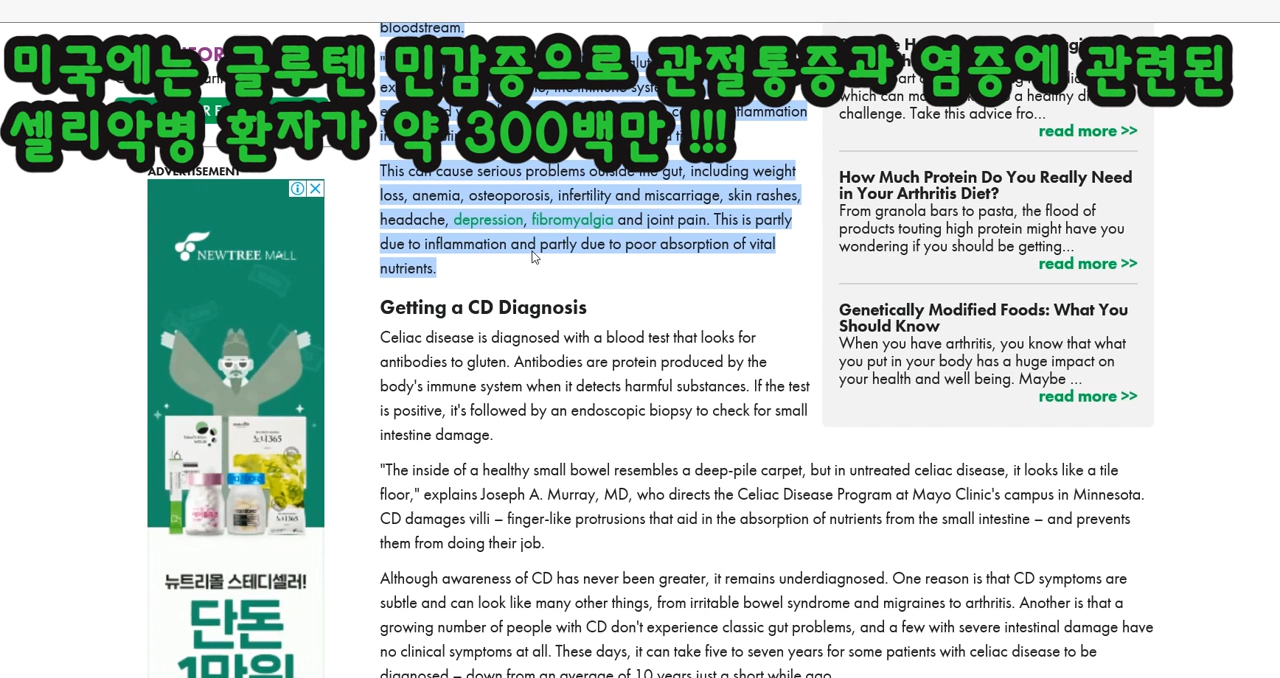 미국에는 글루텐 민감증으로 관절통증과 염증에 관련된
셀리악병 환자가 약 300백만 !!!
bloodstream.
This can cause serious problems outside the gut, including weight
loss, anemia, osteoporosis, infertility and miscarriage, skin rashes,
headache, depression, fibromyalgia and joint pain. This is partly
due to inflammation and partly due to poor absorption of vital
nutrients.
Getting a CD Diagnosis
Celiac disease is diagnosed with a blood test that looks for
antibodies to gluten. Antibodies are protein produced by the
body's immune system when it detects harmful substances. If the test
is positive, it's followed by an endoscopic biopsy to check for small
intestine damage.
"The inside of a healthy small bowel resembles a deep-pile carpet, but in untreated celiac disease, it looks like a tile
floor," explains Joseph A. Murray, MD, who directs the Celiac Disease Program at Mayo Clinic's campus in Minnesota.
CD damages villi – finger-like protrusions that aid in the absorption of nutrients from the small intestine – and prevents
them from doing their job.
Although awareness of CD has never been greater, it remains underdiagnosed. One reason is that CD symptoms are
subtle and can look like many other things, from irritable bowel syndrome and migraines to arthritis. Another is that a
growing number of people with CD don't experience classic gut problems, and a few with severe intestinal damage have
no clinical symptoms at all. These days, it can take five to seven years for some patients with celiac disease to be
diagnosed – down from an average of 10 years just a short while ago.
challenge. Take this advice fro...
read more >>
How Much Protein Do You Really Need
in Your Arthritis Diet?
From granola bars to pasta, the flood of
products touting high protein might have you
wondering if you should be getting...
read more >>
Genetically Modified Foods: What You
Should Know
When you have arthritis, you know that what
you put in your body has a huge impact on
your health and well being. Maybe ...
read more >>
ADVERTISEMENT
NEWTREE MALL
뉴트리몰 스테디셀러!
단돈
1만원